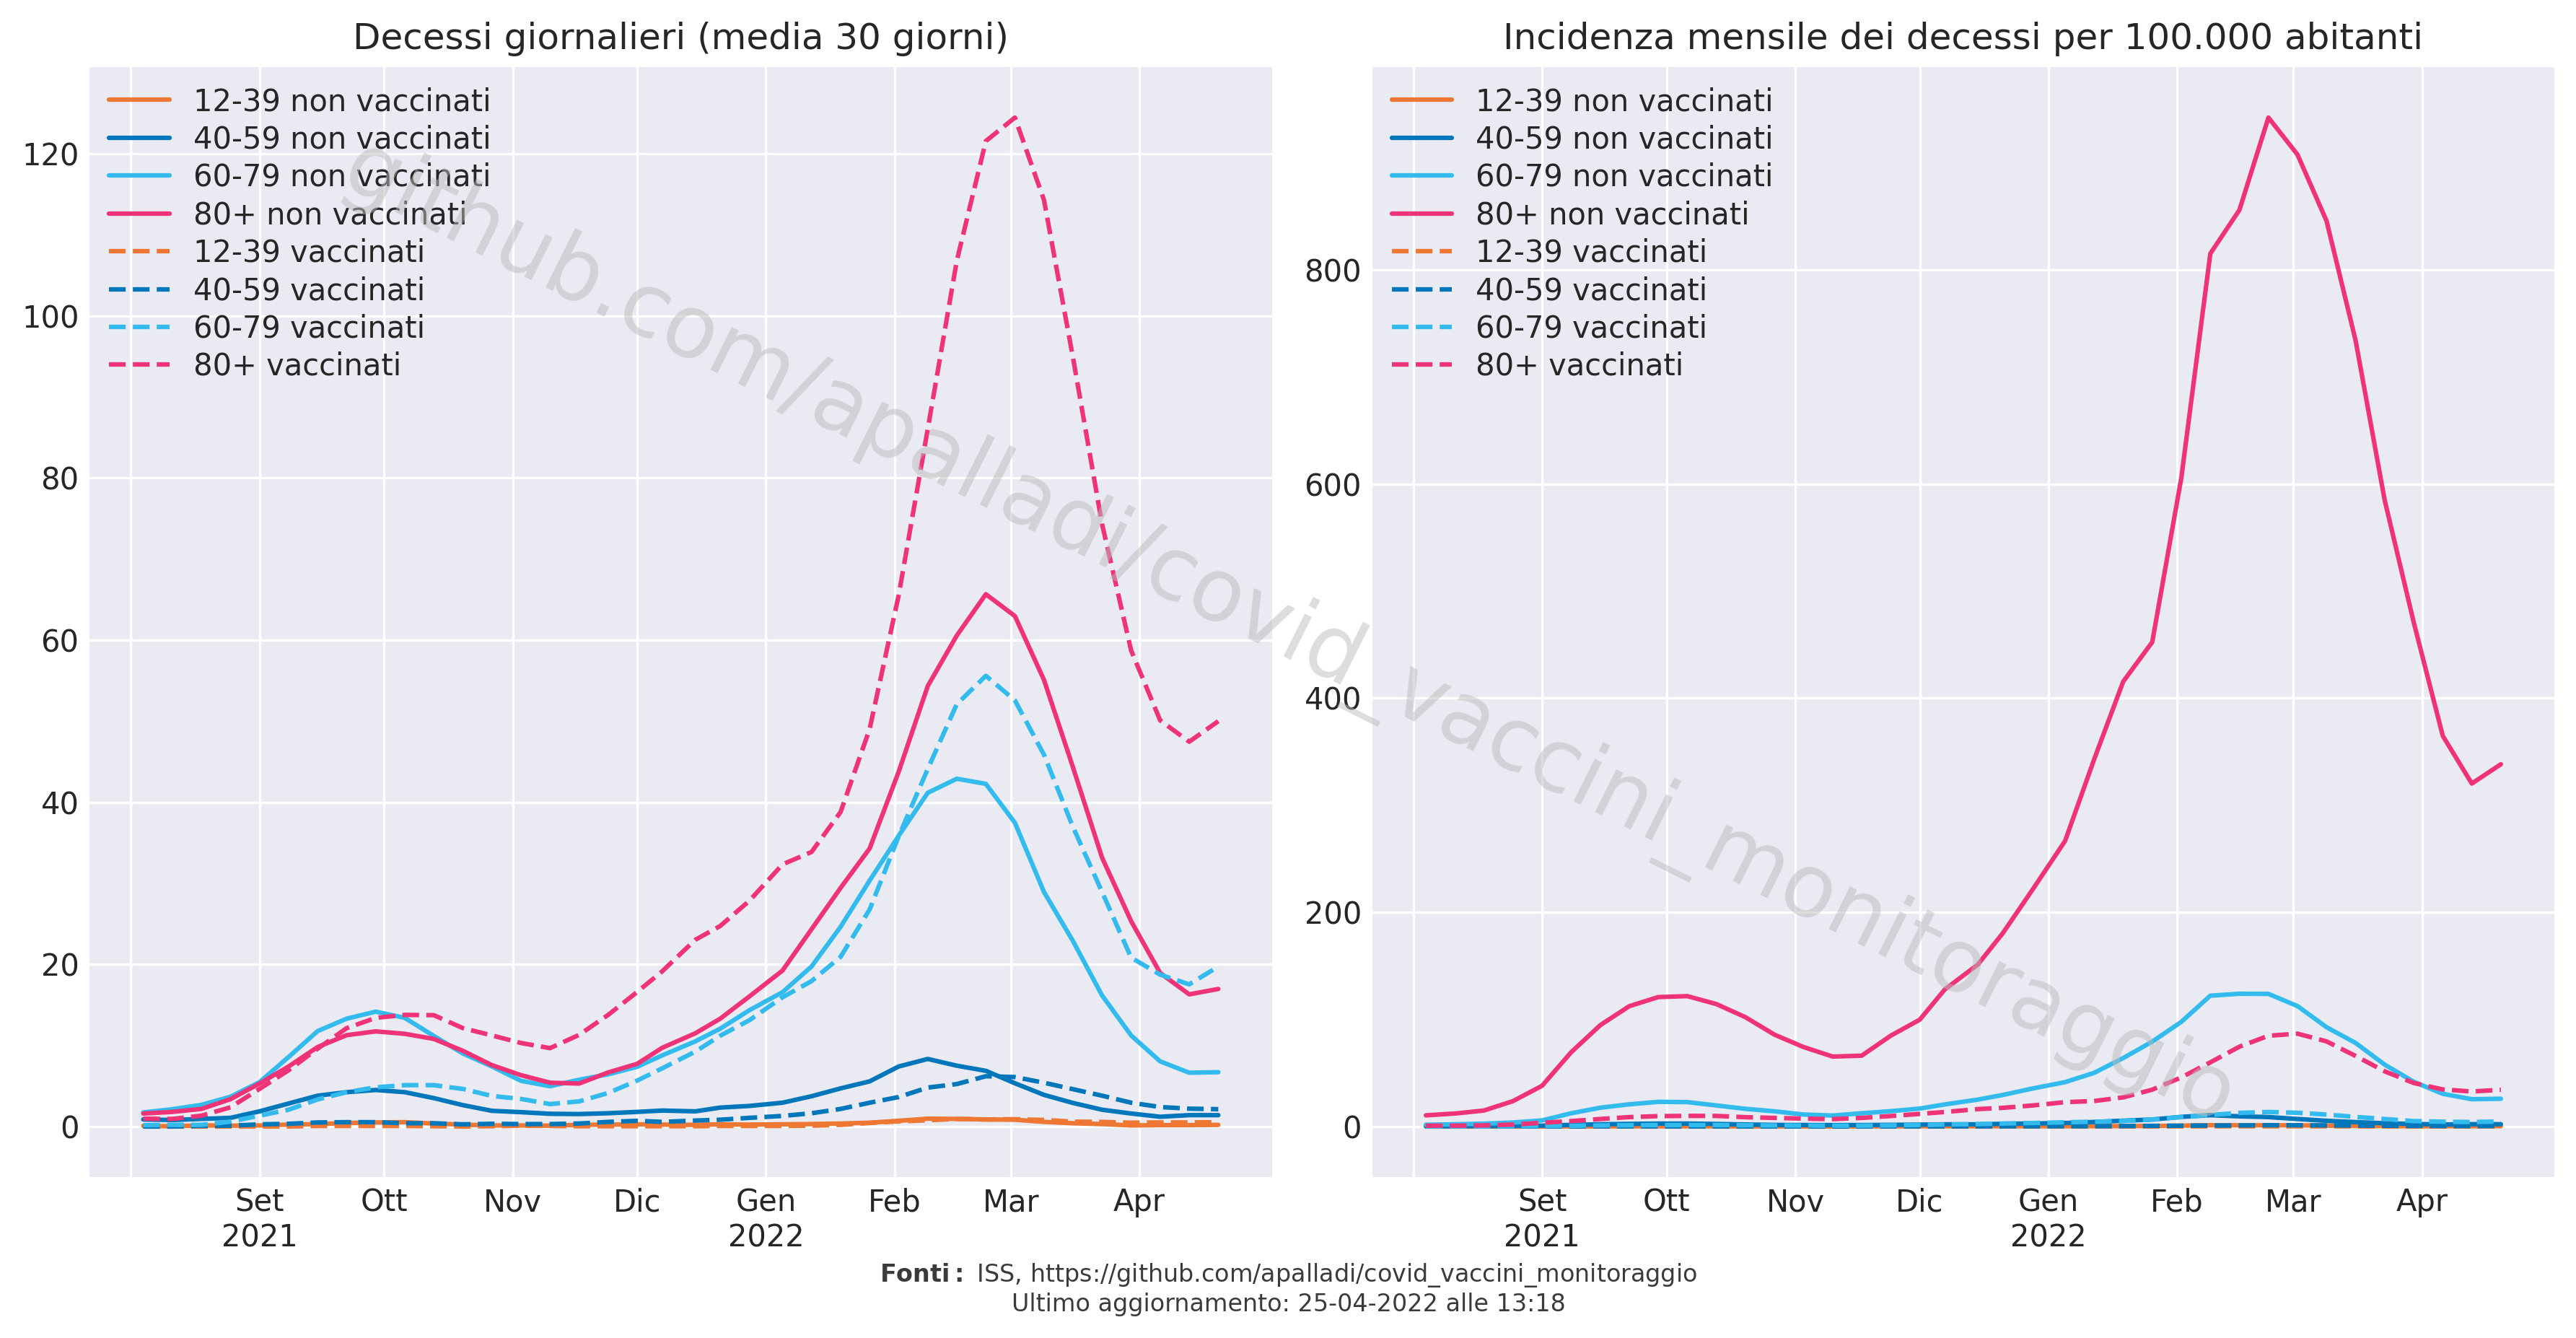 Decessi giornalieri (media 30 giorni)
120
100
80
60
40
20
0
12-39 non vaccinati
40-59 non vaccinati
60-79 non vaccinati
80+ non vaccinati
12-39 vaccinati
40-59 vaccinati
60-79 vaccinati
80+ vaccinati
Set Ott Nov Dic Gen Feb Mar Apr
2021 2022
Incidenza mensile dei decessi per 100.000 abitanti
800
600
400
200
0
12-39 non vaccinati
40-59 non vaccinati
60-79 non vaccinati
80+ non vaccinati
12-39 vaccinati
40-59 vaccinati
60-79 vaccinati
80+ vaccinati
Set Ott Nov Dic Gen Feb Mar Apr
2021 2022
github.com/apalladi/covid_vaccini_monitoraggio
Fonti: ISS, https://github.com/apalladi/covid_vaccini_monitoraggio
Ultimo aggiornamento: 25-04-2022 alle 13:18